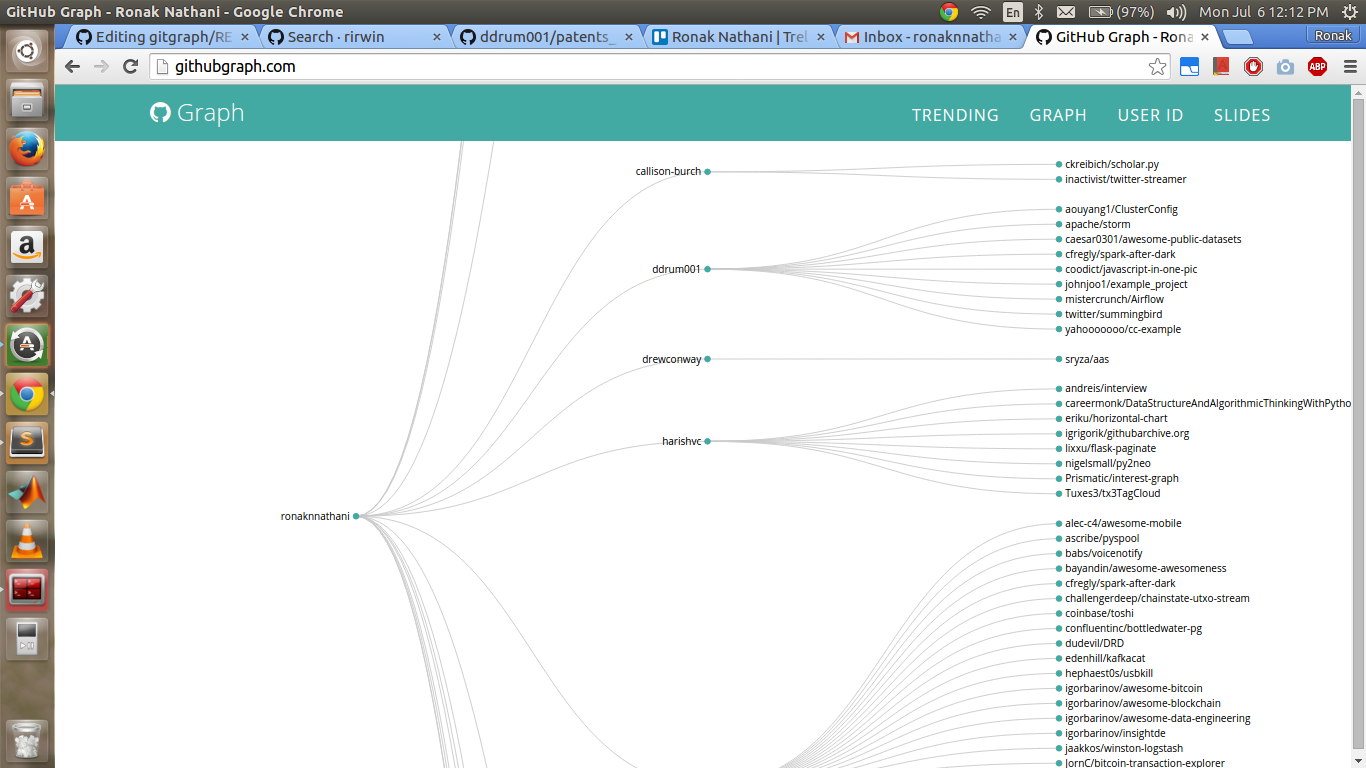 GitHub Graph - Ronak Nathani - Google Chrome
En
(97%)
Mon Jul 6 12:12 PM
Editing gitgraph/RE
Search · rirwin
ddrum001/patents_
Ronak Nathani | Trel
Inbox - ronaknnatha
GitHub Graph - Rona
Ronak
githubgraph.com
ABP
Graph
TRENDING
GRAPH
USER ID
SLIDES
callison-burch
ckreibich/scholar.py
inactivist/twitter-streamer
ddrum001
aouyang1/ClusterConfig
apache/storm
caesar0301/awesome-public-datasets
cfregly/spark-after-dark
coodict/javascript-in-one-pic
johnjoo1/example_project
mistercrunch/Airflow
twitter/summingbird
yahooooooo/cc-example
drewconway
sryza/aas
harishvc
andreis/interview
careermonk/DataStructureAndAlgorithmicThinkingWithPytho
eriku/horizontal-chart
igrigorik/githubarchive.org
lixxu/flask-paginate
nigelsmall/py2neo
Prismatic/interest-graph
Tuxes3/tx3TagCloud
ronaknnathani
alec-c4/awesome-mobile
ascribe/pyspool
babs/voicenotify
bayandin/awesome-awesomeness
cfregly/spark-after-dark
challengerdeep/chainstate-utxo-stream
coinbase/toshi
confluentinc/bottledwater-pg
dudevil/DRD
edenhill/kafkacat
hephaest0s/usbkill
igorbarinov/awesome-bitcoin
igorbarinov/awesome-blockchain
igorbarinov/awesome-data-engineering
igorbarinov/insightde
jaakkos/winston-logstash
JornC/bitcoin-transaction-explorer